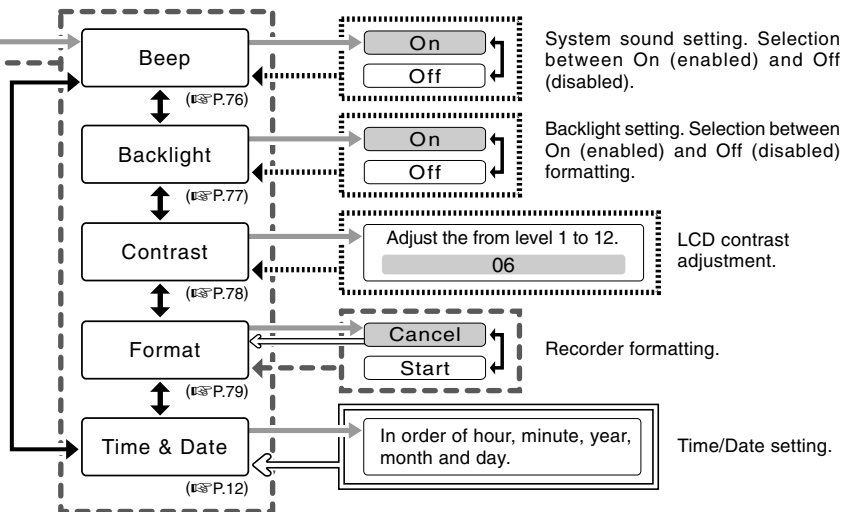 Beep
On
Off
System sound setting. Selection
between On (enabled) and Off
(disabled).
(☞P.76)
Backlight
On
Off
Backlight setting. Selection between
On (enabled) and Off (disabled)
formatting.
(☞P.77)
Contrast
Adjust the from level 1 to 12.
06
LCD contrast
adjustment.
(☞P.78)
Format
Cancel
Start
Recorder formatting.
(☞P.79)
Time & Date
In order of hour, minute, year,
month and day.
Time/Date setting.
(☞P.12)